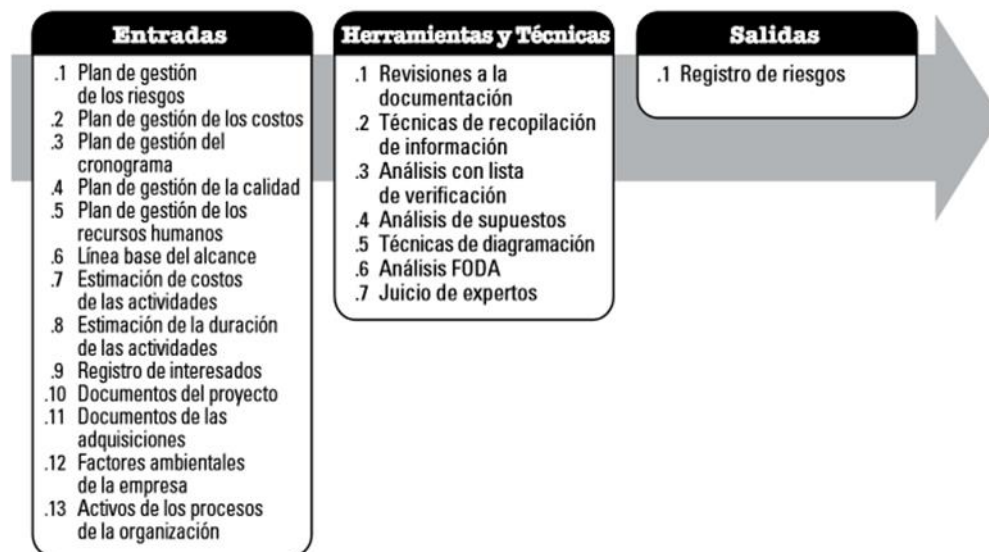 Entradas
.1 Plan de gestión
de los riesgos
.2 Plan de gestión de los costos
.3 Plan de gestión del
cronograma
.4 Plan de gestión de la calidad
.5 Plan de gestión de los
recursos humanos
.6 Línea base del alcance
.7 Estimación de costos
de las actividades
.8 Estimación de la duración
de las actividades
.9 Registro de interesados
.10 Documentos del proyecto
.11 Documentos de las
adquisiciones
.12 Factores ambientales
de la empresa
.13 Activos de los procesos
de la organización
Herramientas y Técnicas
.1 Revisiones a la
documentación
.2 Técnicas de recopilación
de información
.3 Análisis con lista
de verificación
.4 Análisis de supuestos
.5 Técnicas de diagramación
.6 Análisis FODA
.7 Juicio de expertos
Salidas
.1 Registro de riesgos